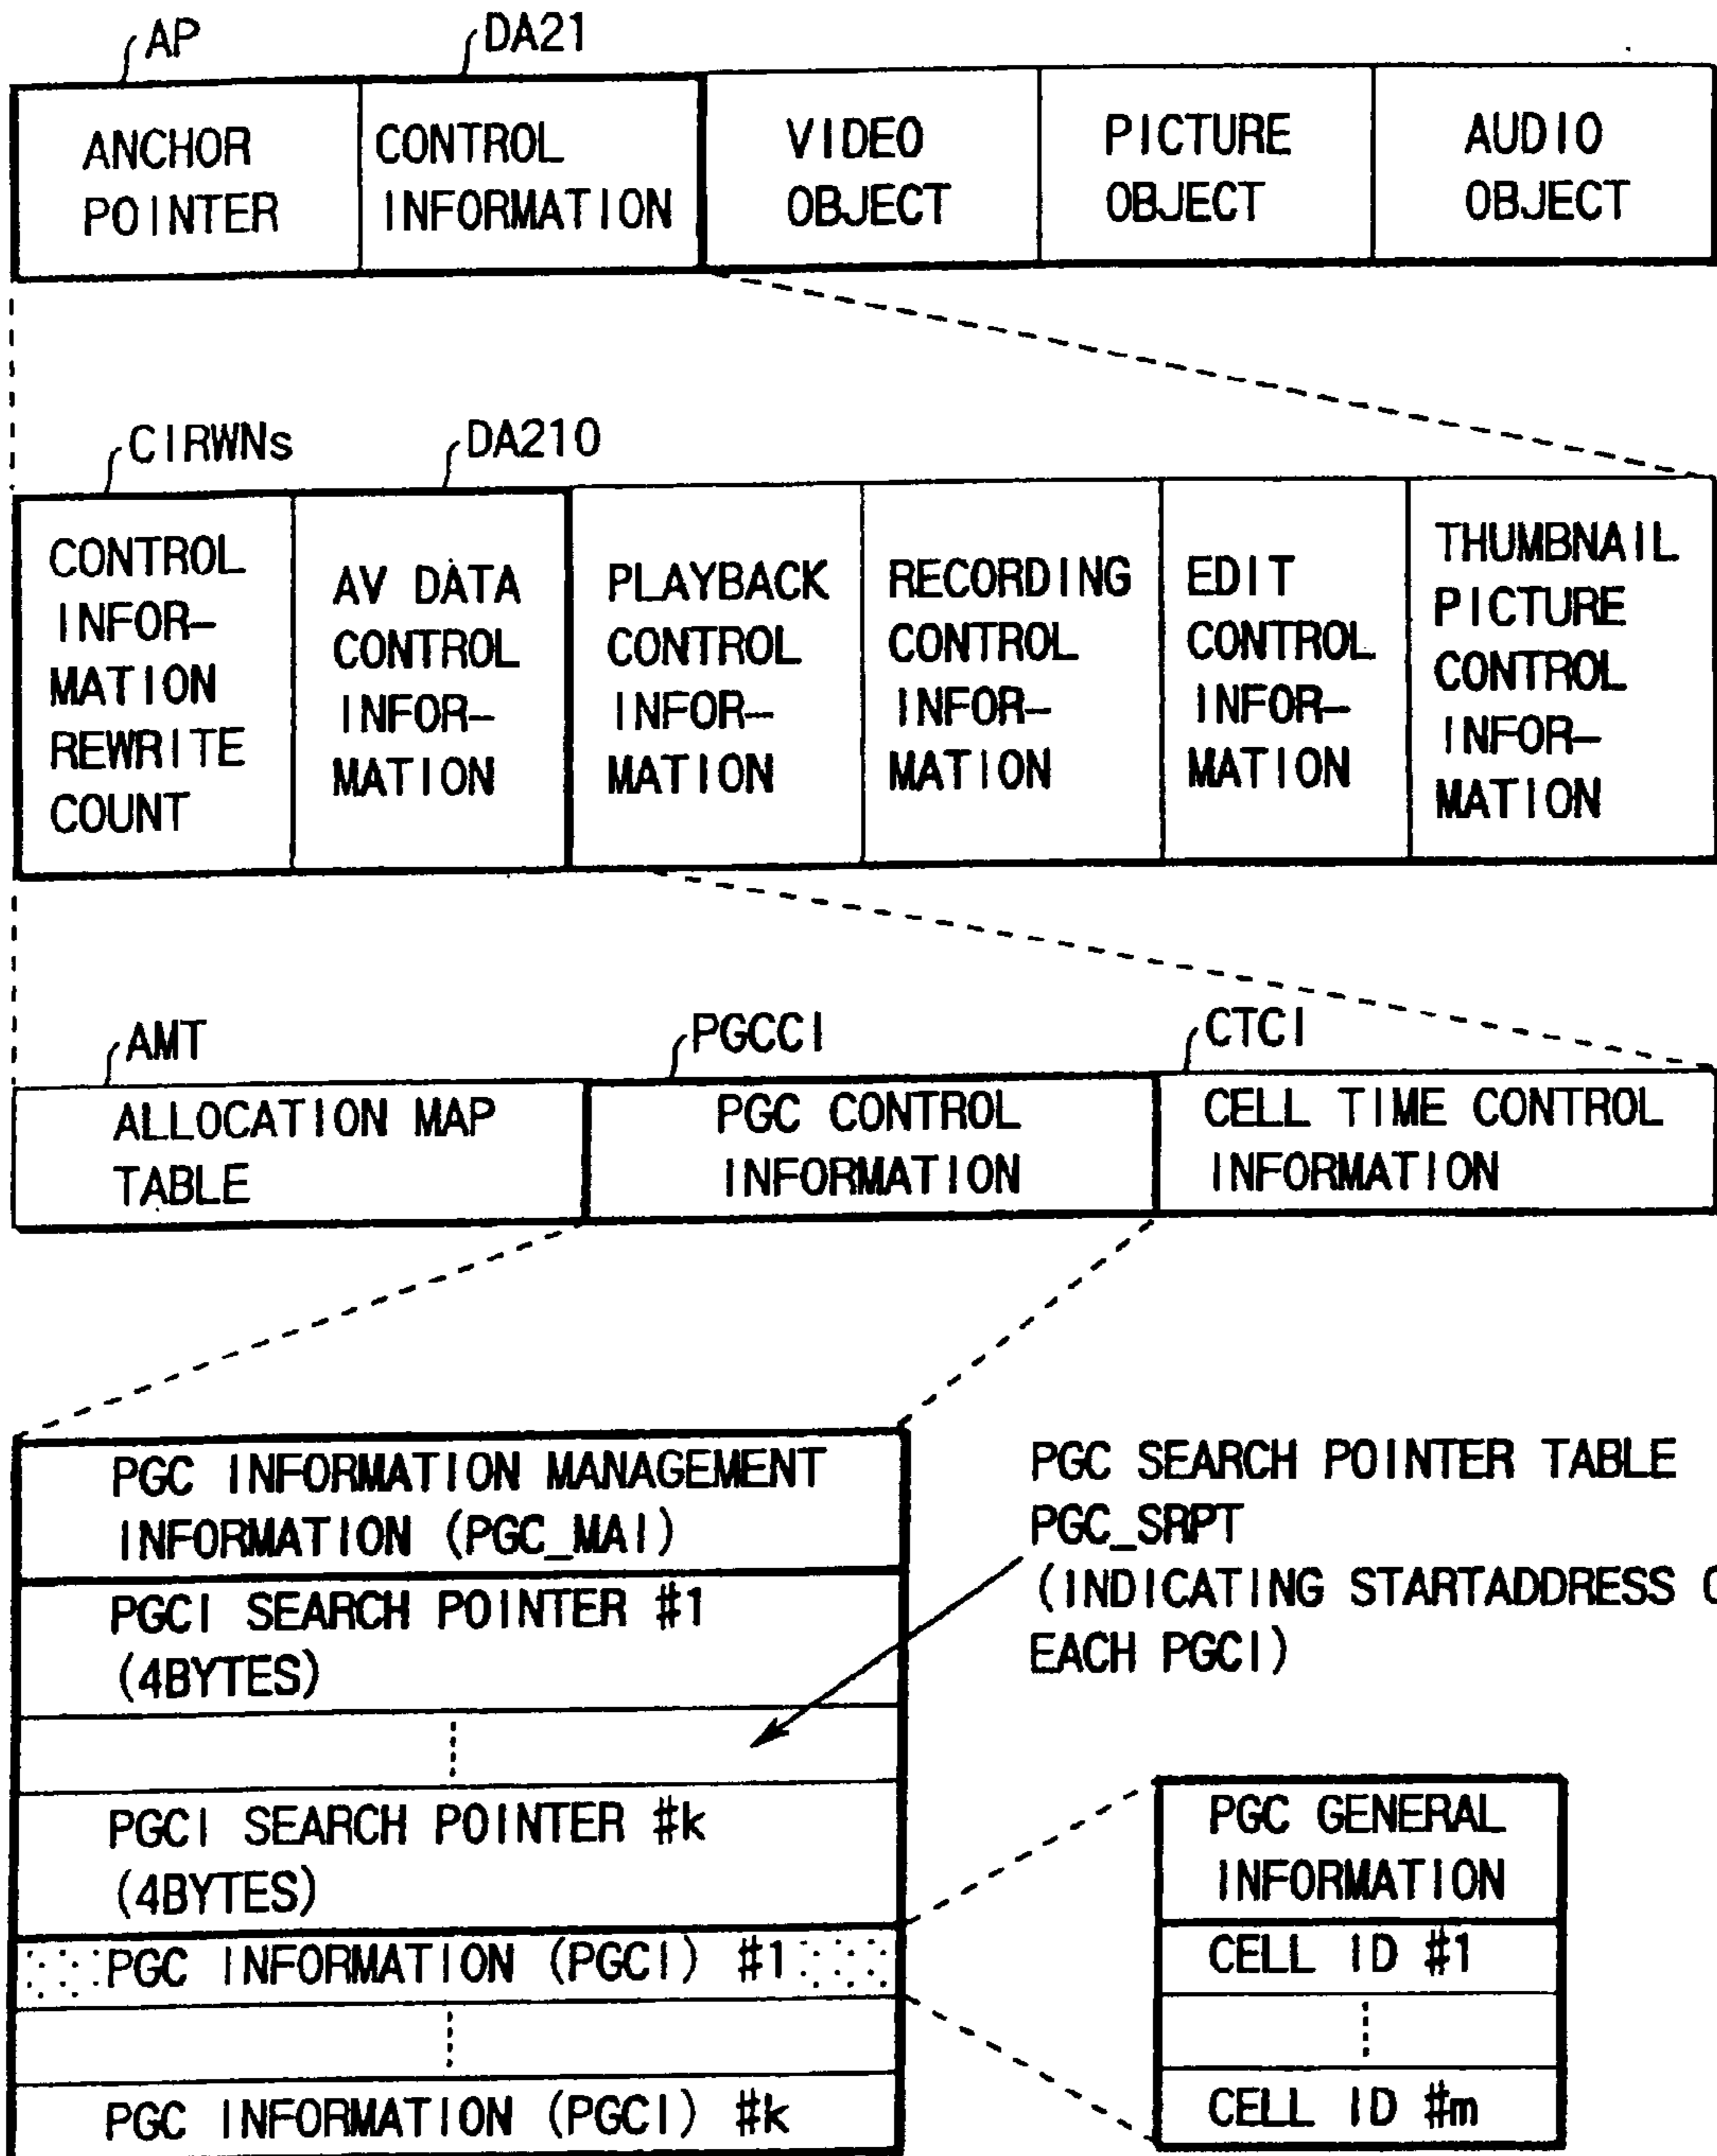 AP
DA21
ANCHOR
POINTER
CONTROL
INFORMATION
VIDEO
OBJECT
PICTURE
OBJECT
AUDIO
OBJECT
CIRWNs
DA210
CONTROL
INFOR-
MATION
REWRITE
COUNT
AV DATA
CONTROL
INFOR-
MATION
PLAYBACK
CONTROL
INFOR-
MATION
RECORDING
CONTROL
INFOR-
MATION
EDIT
CONTROL
INFOR-
MATION
THUMBNAIL
PICTURE
CONTROL
INFOR-
MATION
AMT
PGCCI
CTCI
ALLOCATION MAP
TABLE
PGC CONTROL
INFORMATION
CELL TIME CONTROL
INFORMATION
PGC INFORMATION MANAGEMENT
INFORMATION (PGC_MAI)
PGCI SEARCH POINTER #1
(4BYTES)
PGCI SEARCH POINTER #k
(4BYTES)
PGC INFORMATION (PGCI) #1
PGC INFORMATION (PGCI) #k
PGC SEARCH POINTER TABLE
PGC_SRPT
(INDICATING STARTADDRESS
EACH PGCI)
PGC GENERAL
INFORMATION
CELL ID #1
CELL ID #m